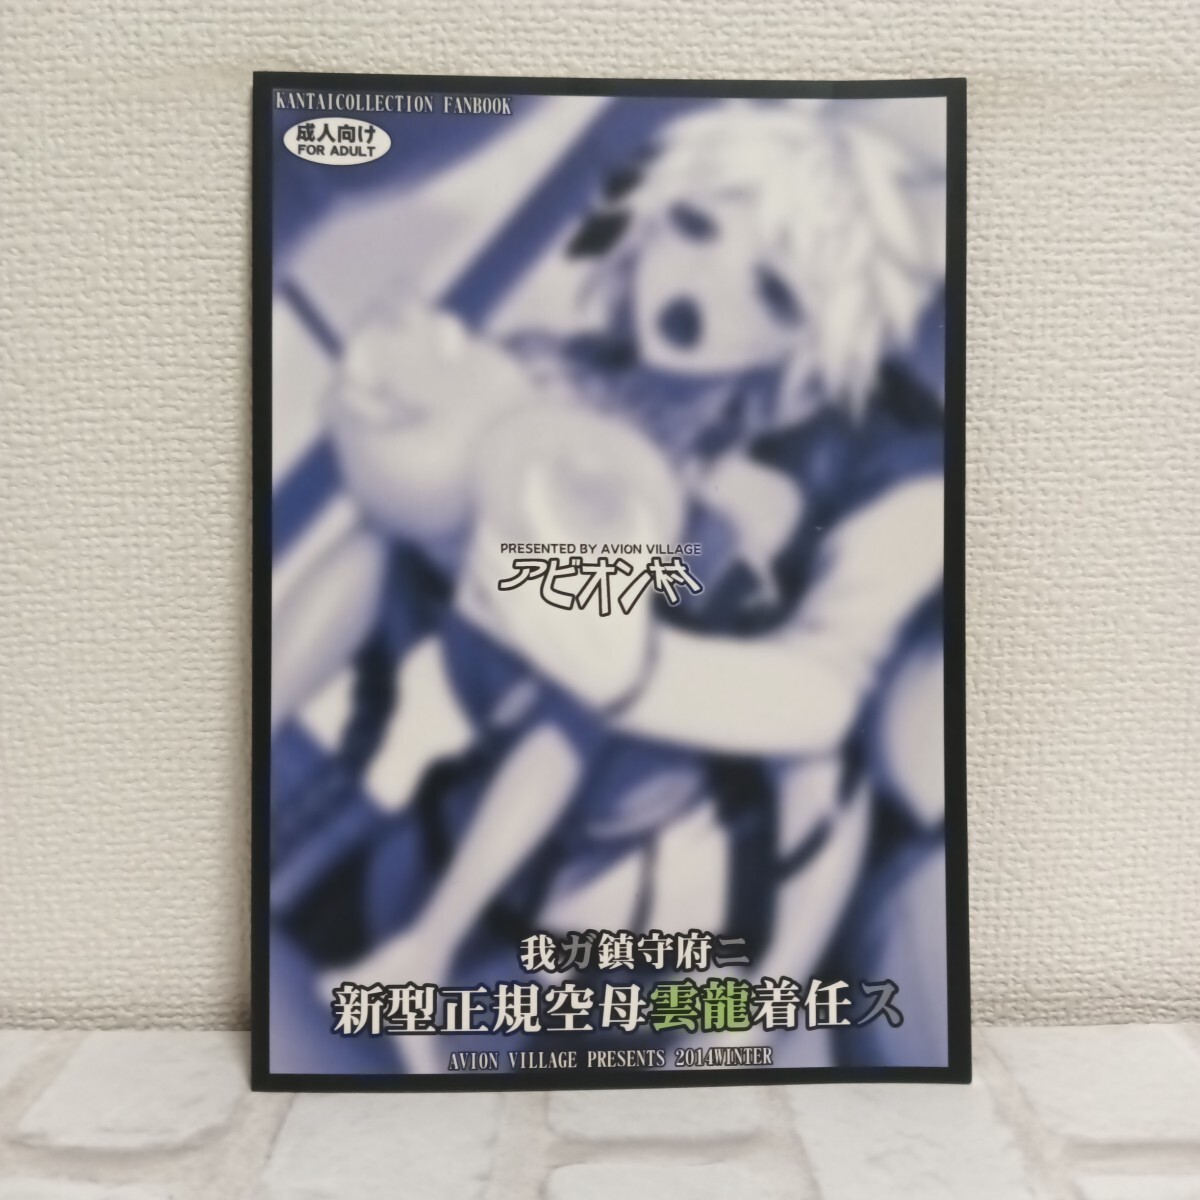 KANTAICOLLECTION FANBOOK
成人向け
FOR ADULT
PRESENTED BY AVION VILLAGE
アビオン村
我ガ鎮守府ニ
新型正規空母雲龍着任ス
AVION VILLAGE PRESENTS 2014WINTER